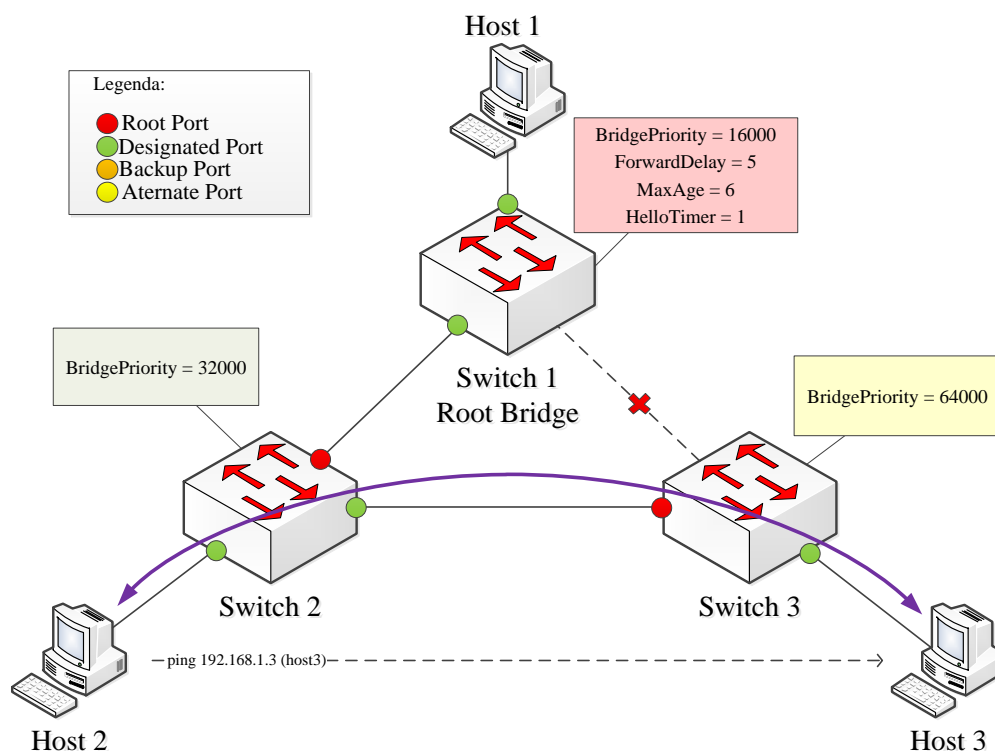 Host 1
Legenda:
Root Port
Designated Port
Backup Port
Aternate Port
BridgePriority = 16000
ForwardDelay = 5
MaxAge = 6
HelloTimer = 1
BridgePriority = 32000
Switch 1
Root Bridge
BridgePriority = 64000
Switch 2
Switch 3
ping 192.168.1.3 (host3)
Host 2
Host 3